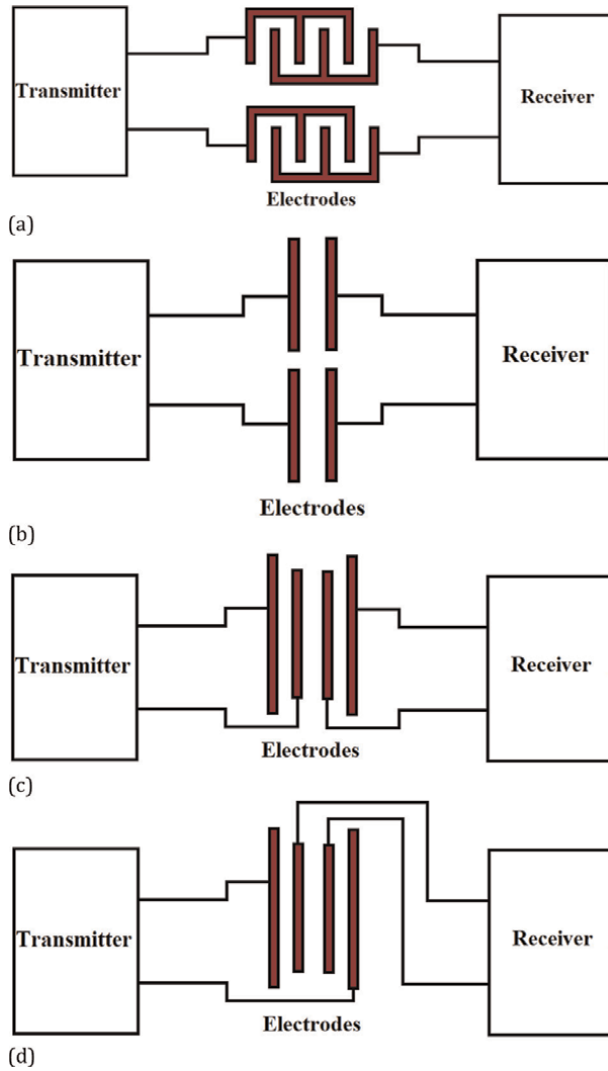 Transmitter
Receiver
Electrodes
(a)
Transmitter
Receiver
Electrodes
(b)
Transmitter
Receiver
Electrodes
(c)
Transmitter
Receiver
Electrodes
(d)